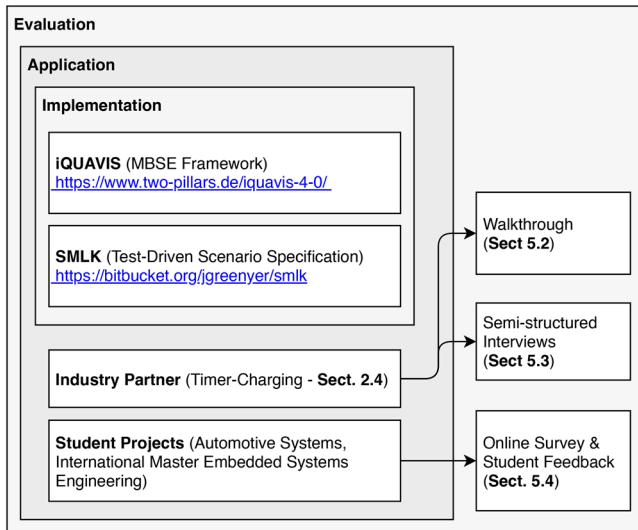 Evaluation
Application
Implementation
iQUAVIS (MBSE Framework)
https://www.two-pillars.de/iquavis-4-0/
SMLK (Test-Driven Scenario Specification)
https://bitbucket.org/jgreenyer/smlk
Industry Partner (Timer-Charging - Sect. 2.4)
Student Projects (Automotive Systems,
International Master Embedded Systems
Engineering)
Walkthrough
(Sect 5.2)
Semi-structured
Interviews
(Sect 5.3)
Online Survey &
Student Feedback
(Sect. 5.4)